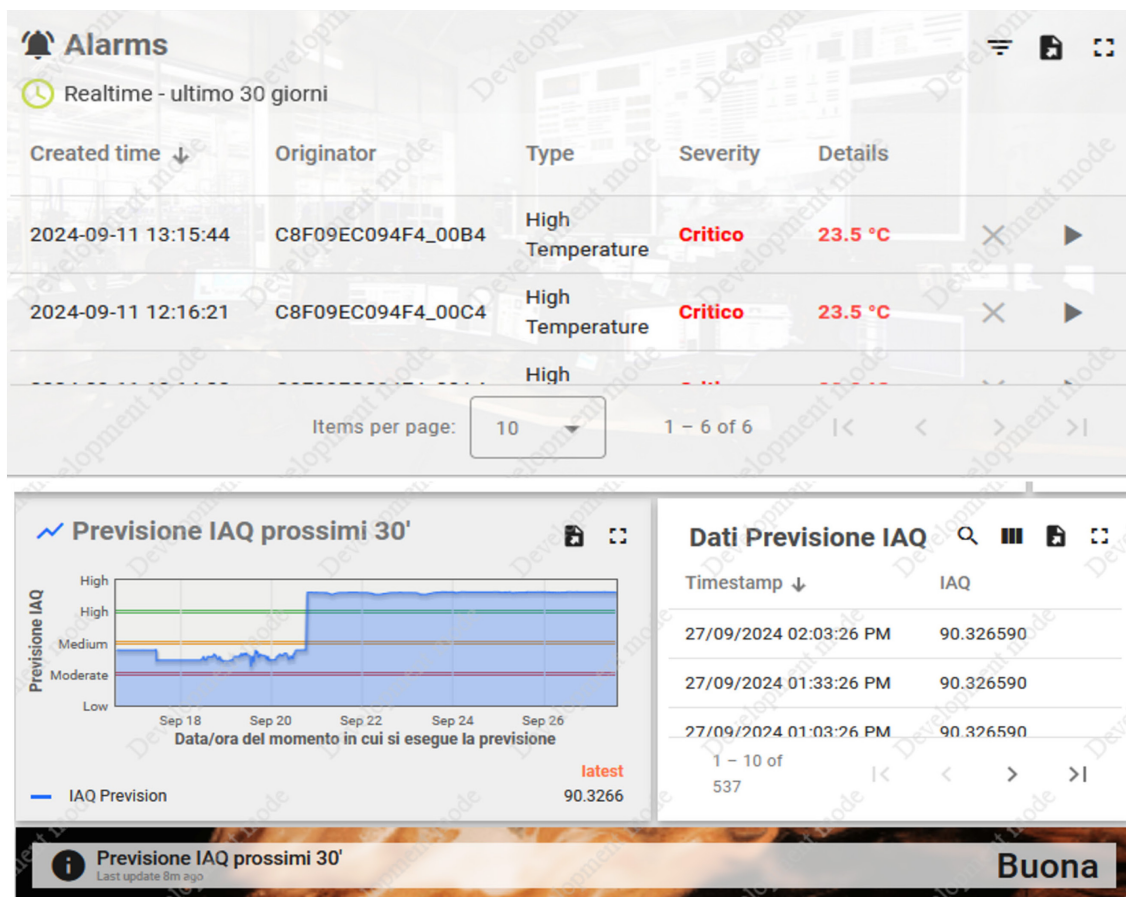 Alarms
Realtime - ultimo 30 giorni
Created time Originator Type Severity Details
2024-09-11 13:15:44 C8F09EC094F4_00B4 High Temperature Critico 23.5 °C
2024-09-11 12:16:21 C8F09EC094F4_00C4 High Temperature Critico 23.5 °C
High
Items per page: 10 1 – 6 of 6
Previsione IAQ prossimi 30'
Previsione IAQ
High
High
Medium
Moderate
Low
Sep 18 Sep 20 Sep 22 Sep 24 Sep 26
Data/ora del momento in cui si esegue la previsione
latest
IAQ Prevision 90.3266
Dati Previsione IAQ
Timestamp IAQ
27/09/2024 02:03:26 PM 90.326590
27/09/2024 01:33:26 PM 90.326590
27/09/2024 01:03:26 PM 90.326590
1 – 10 of
537
Previsione IAQ prossimi 30'
Last update 8m ago
Buona
Development mode